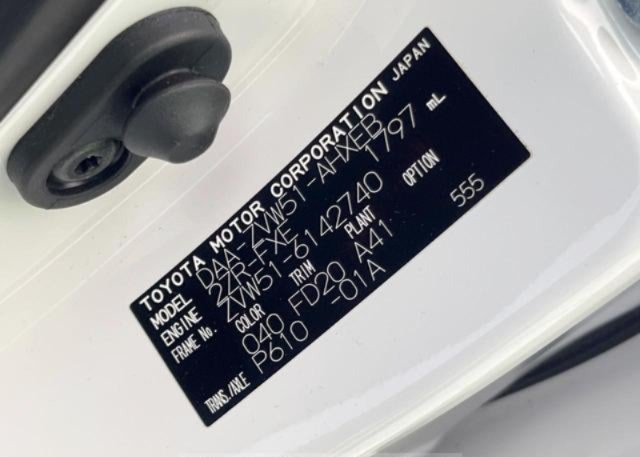 TOYOTA MOTOR CORPORATION JAPAN
MODEL DAA-ZVW51-AHXEB
ENGINE 2ZR-FXE 1797 mL
FRAME No. ZVW51-6142740
COLOR TRIM PLANT OPTION
040 FD20 A41
TRANS./AXLE P610 -01A 555